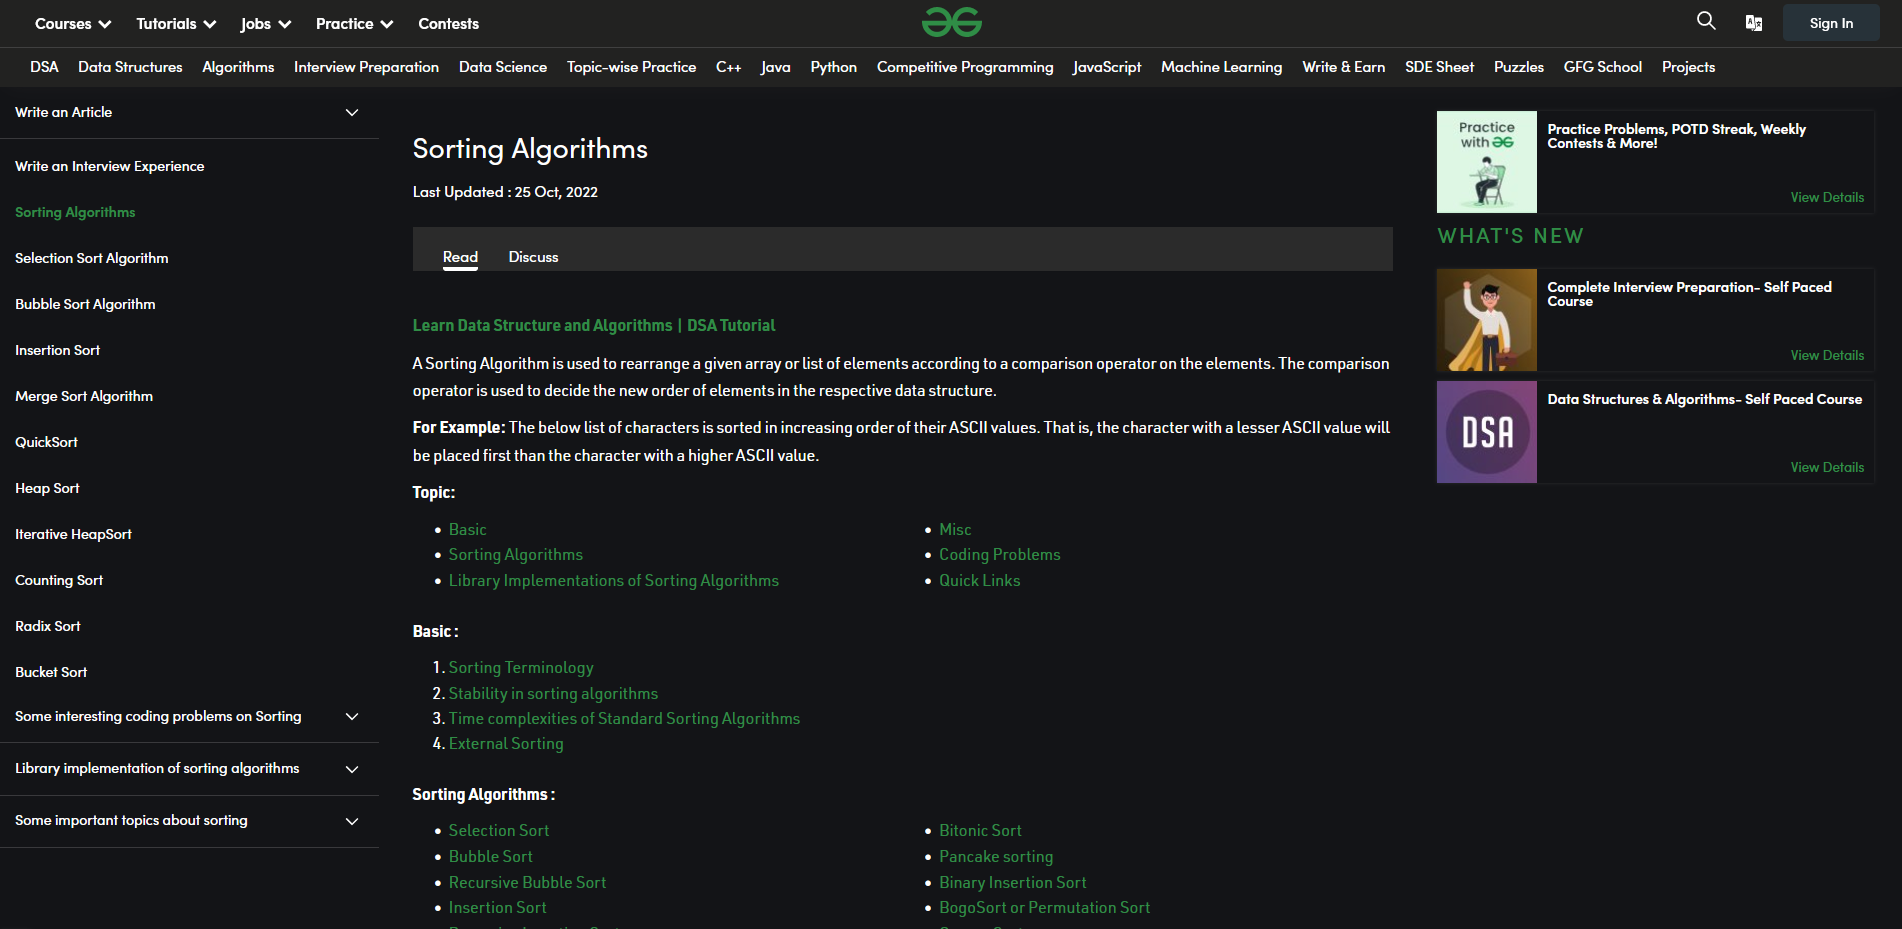 Courses Tutorials Jobs Practice Contests
Sign In
DSA Data Structures Algorithms Interview Preparation Data Science Topic-wise Practice C++ Java Python Competitive Programming JavaScript Machine Learning Write & Earn SDE Sheet Puzzles GFG School Projects
Write an Article
Write an Interview Experience
Sorting Algorithms
Selection Sort Algorithm
Bubble Sort Algorithm
Insertion Sort
Merge Sort Algorithm
QuickSort
Heap Sort
Iterative HeapSort
Counting Sort
Radix Sort
Bucket Sort
Some interesting coding problems on Sorting
Library implementation of sorting algorithms
Some important topics about sorting
Sorting Algorithms
Last Updated : 25 Oct, 2022
Read Discuss
Learn Data Structure and Algorithms | DSA Tutorial
A Sorting Algorithm is used to rearrange a given array or list of elements according to a comparison operator on the elements. The comparison
operator is used to decide the new order of elements in the respective data structure.
For Example: The below list of characters is sorted in increasing order of their ASCII values. That is, the character with a lesser ASCII value will
be placed first than the character with a higher ASCII value.
Topic:
• Basic
• Sorting Algorithms
• Library Implementations of Sorting Algorithms
• Misc
• Coding Problems
• Quick Links
Basic :
1. Sorting Terminology
2. Stability in sorting algorithms
3. Time complexities of Standard Sorting Algorithms
4. External Sorting
Sorting Algorithms :
• Selection Sort
• Bubble Sort
• Recursive Bubble Sort
• Insertion Sort
• Bitonic Sort
• Pancake sorting
• Binary Insertion Sort
• BogoSort or Permutation Sort
Practice
with
Practice Problems, POTD Streak, Weekly
Contests & More!
View Details
WHAT'S NEW
Complete Interview Preparation- Self Paced
Course
View Details
DSA
Data Structures & Algorithms- Self Paced Course
View Details